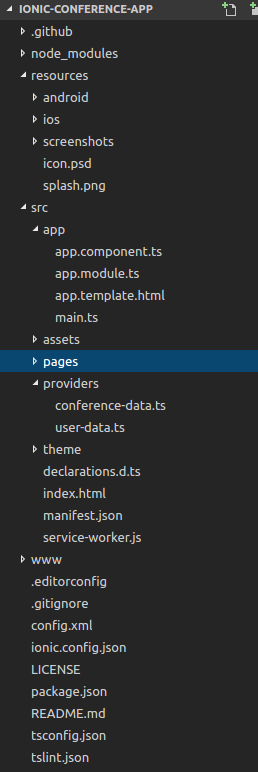 IONIC-CONFERENCE-APP
.github
node_modules
resources
android
ios
screenshots
icon.psd
splash.png
src
app
app.component.ts
app.module.ts
app.template.html
main.ts
assets
pages
providers
conference-data.ts
user-data.ts
theme
declarations.d.ts
index.html
manifest.json
service-worker.js
www
.editorconfig
.gitignore
config.xml
ionic.config.json
LICENSE
package.json
README.md
tsconfig.json
tslint.json